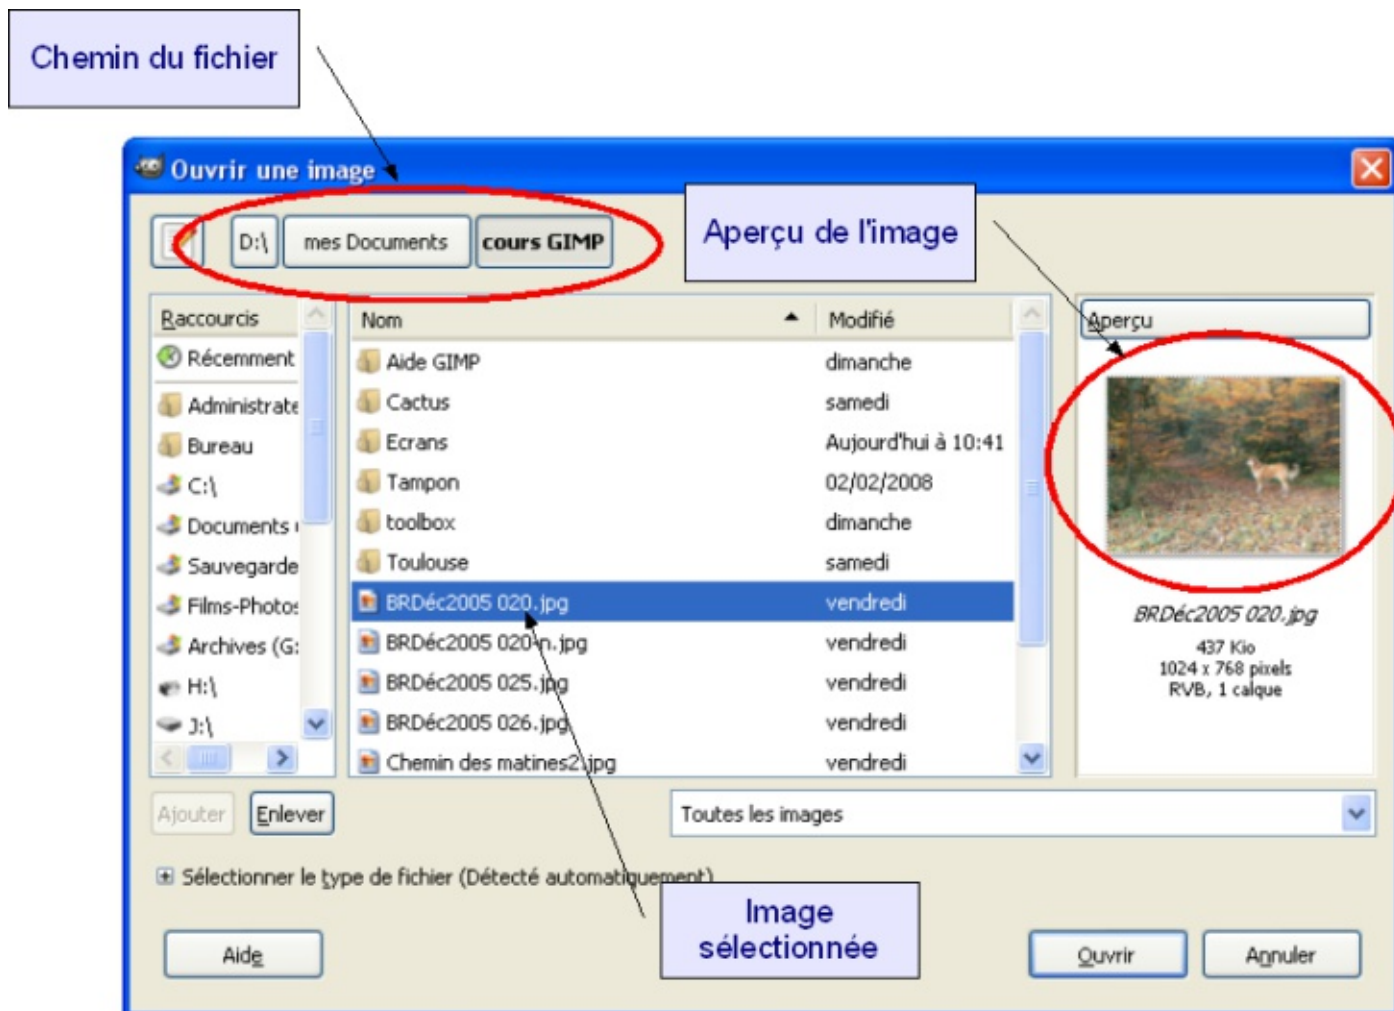 Chemin du fichier
Ouvrir une image
Aperçu de l'image
D:\ mes Documents cours GIMP
Raccourcis
Récemment
Administrate
Bureau
C:\
Documents
Sauvegarde
Films-Photos
Archives (G:
H:\
J:\
Nom Modifié
Aide GIMP dimanche
Cactus samedi
Ecrans Aujourd'hui à 10:41
Tampon 02/02/2008
toolbox dimanche
Toulouse samedi
BRDéc2005 020.jpg vendredi
BRDéc2005 020-n.jpg vendredi
BRDéc2005 025.jpg vendredi
BRDéc2005 026.jpg vendredi
Chemin des matines2.jpg vendredi
Aperçu
BRDéc2005 020.jpg
437 Kio
1024 x 768 pixels
RVB, 1 calque
Ajouter Enlever
Toutes les images
Sélectionner le type de fichier (Détecté automatiquement)
Image
sélectionnée
Aide
Ouvrir Annuler